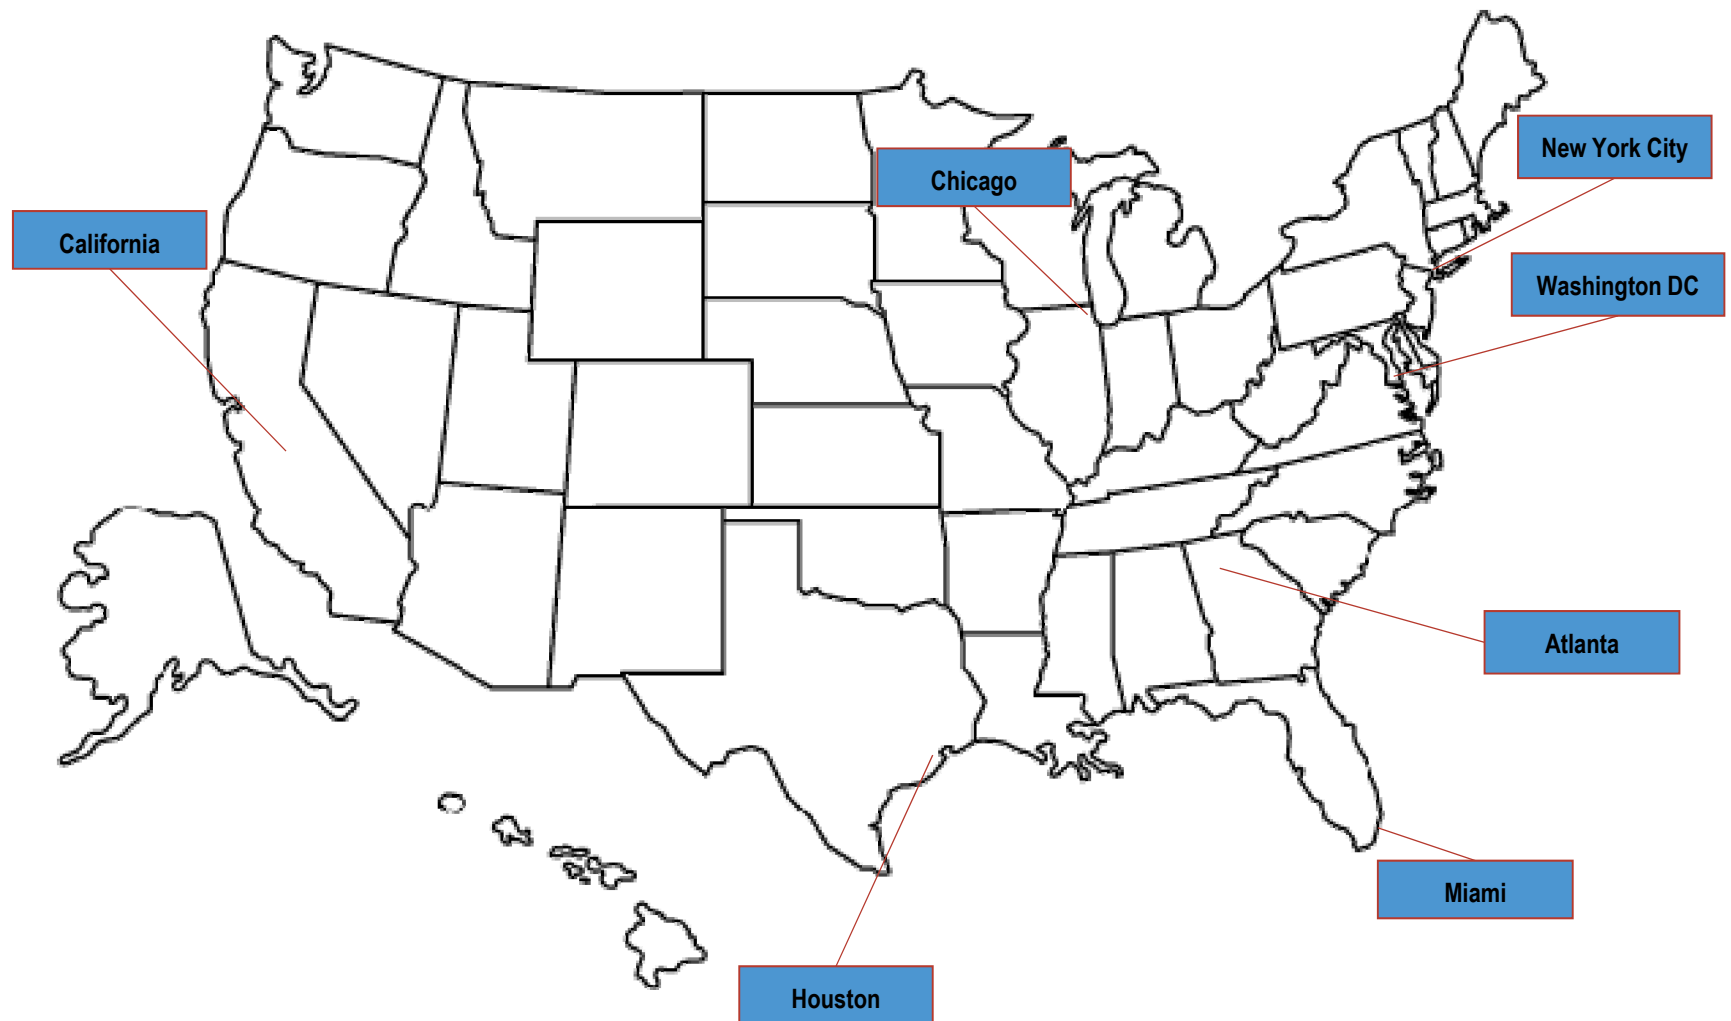 New York City
Chicago
California
Washington DC
Atlanta
Miami
Houston